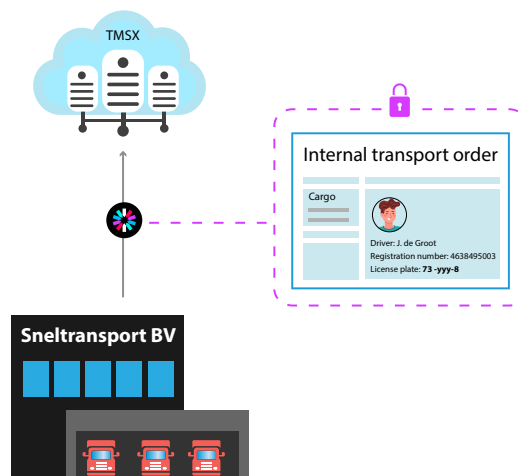 TMSX
Internal transport order
Cargo
Driver: J. de Groot
Registration number: 4638495003
License plate: 73 -yyy-8
Sneltransport BV